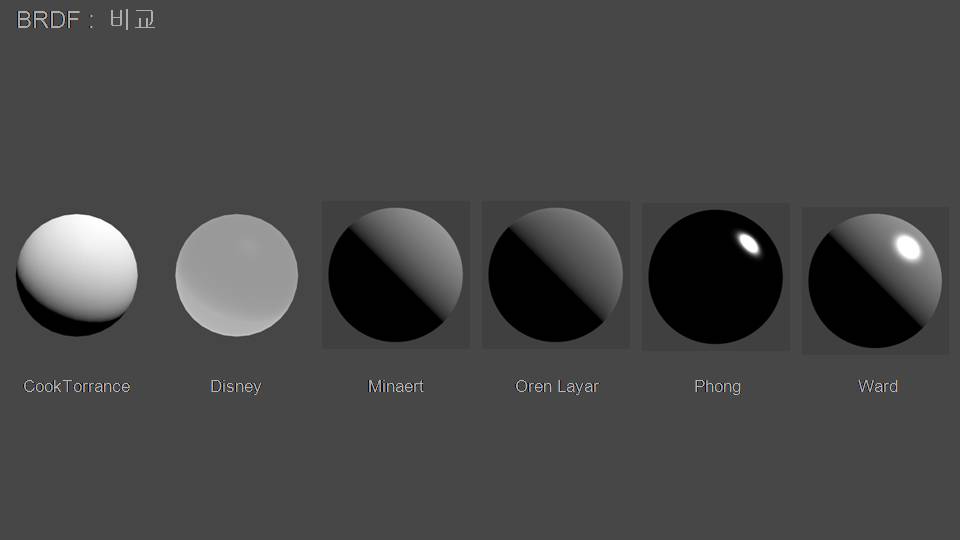 BRDF : 비교
CookTorrance
Disney
Minaert
Oren Layar
Phong
Ward